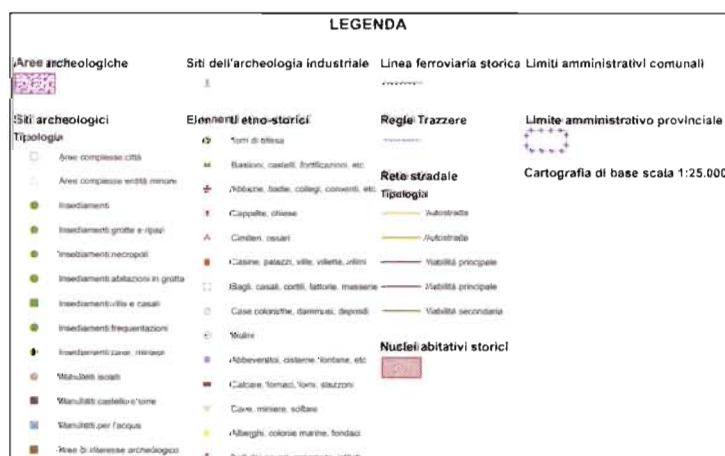 LEGENDA
Aree archeologiche
Siti archeologici
Tipologia
Aree complesse città
Aree complesse entità minore
Insediamenti
Insediamenti grotte e ripari
Insediamenti necropoli
Insediamenti abitazioni in grotta
Insediamenti villa e casali
Insediamenti frequentazioni
Insediamenti cave, miniere
Manufatti isolati
Manufatti castello e torre
Manufatti per l'acqua
Aree di interesse archeologico
Siti dell'archeologia industriale
Elementi etno-storici
Torri di difesa
Bastioni, castelli, fortificazioni, etc
Abbazie, badie, collegi, conventi, etc
Cappelle, chiese
Cimiteri, ossari
Casine, palazzi, ville, villette, villini
Bagli, casali, cortili, fattorie, masserie
Case coloniche, dammusi, depositi
Mulini
Abbeveratoi, cisterne, fontane, etc
Calcare, fornaci, forni, stazzoni
Cave, miniere, solfare
Alberghi, colonie marine, fondaci
Linea ferroviaria storica
Regie Trazzere
Rete stradale
Tipologia
Autostrada
Autostrada
Viabilità principale
Viabilità principale
Viabilità secondaria
Nuclei abitativi storici
Limiti amministrativi comunali
Limite amministrativo provinciale
Cartografia di base scala 1:25.000